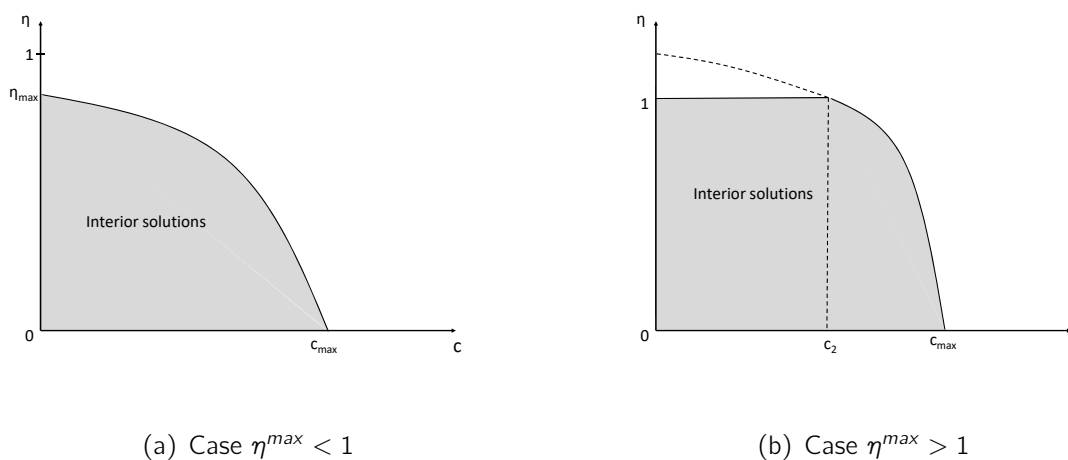 η
1
η_max
Interior solutions
0
c_max
c
η
1
Interior solutions
0
c_2
c_max
(a) Case η^max < 1
(b) Case η^max > 1